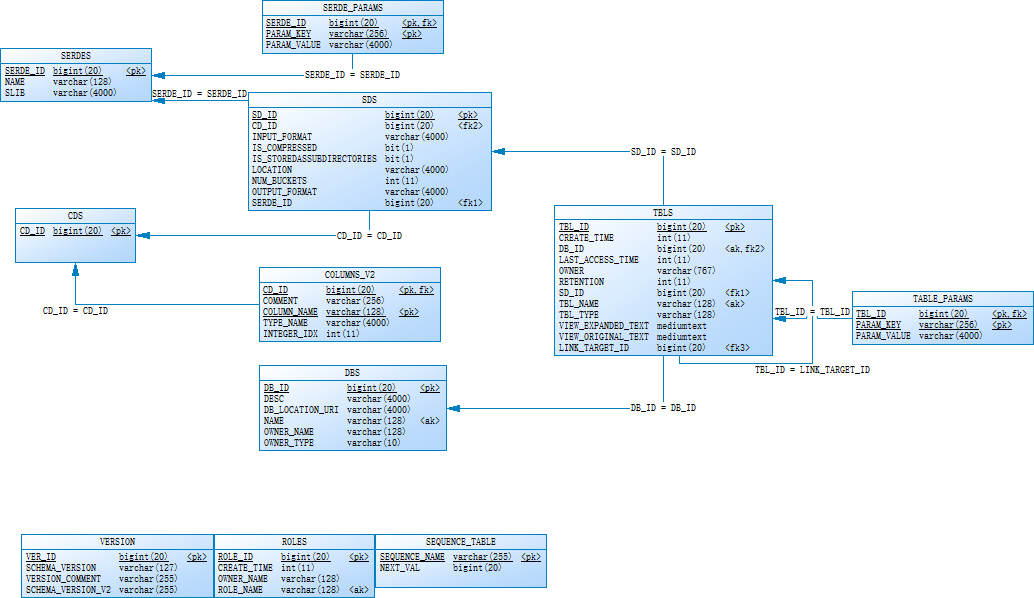 SERDE_PARAMS
SERDE_ID bigint(20) <pk,fk>
PARAM_KEY varchar(256) <pk>
PARAM_VALUE varchar(4000)
SERDES
SERDE_ID bigint(20) <pk>
NAME varchar(128)
SLIB varchar(4000)
SERDE_ID = SERDE_ID
SERDE_ID = SERDE_ID
SDS
SD_ID bigint(20) <pk>
CD_ID bigint(20) <fk2>
INPUT_FORMAT varchar(4000)
IS_COMPRESSED bit(1)
IS_STOREDASSUBDIRECTORIES bit(1)
LOCATION varchar(4000)
NUM_BUCKETS int(11)
OUTPUT_FORMAT varchar(4000)
SERDE_ID bigint(20) <fk1>
SD_ID = SD_ID
CDS
CD_ID bigint(20) <pk>
CD_ID = CD_ID
TBLS
TBL_ID bigint(20) <pk>
CREATE_TIME int(11)
DB_ID bigint(20) <ak,fk2>
LAST_ACCESS_TIME int(11)
OWNER varchar(767)
RETENTION int(11)
SD_ID bigint(20) <fk1>
TBL_NAME varchar(128) <ak>
TBL_TYPE varchar(128)
VIEW_EXPANDED_TEXT mediumtext
VIEW_ORIGINAL_TEXT mediumtext
LINK_TARGET_ID bigint(20) <fk3>
COLUMNS_V2
CD_ID bigint(20) <pk,fk>
COMMENT varchar(256)
COLUMN_NAME varchar(128) <pk>
TYPE_NAME varchar(4000)
INTEGER_IDX int(11)
CD_ID = CD_ID
TBL_ID = TBL_ID
TABLE_PARAMS
TBL_ID bigint(20) <pk,fk>
PARAM_KEY varchar(256) <pk>
PARAM_VALUE varchar(4000)
TBL_ID = LINK_TARGET_ID
DBS
DB_ID bigint(20) <pk>
DESC varchar(4000)
DB_LOCATION_URI varchar(4000)
NAME varchar(128) <ak>
OWNER_NAME varchar(128)
OWNER_TYPE varchar(10)
DB_ID = DB_ID
VERSION
VER_ID bigint(20) <pk>
SCHEMA_VERSION varchar(127)
VERSION_COMMENT varchar(255)
SCHEMA_VERSION_V2 varchar(255)
ROLES
ROLE_ID bigint(20) <pk>
CREATE_TIME int(11)
OWNER_NAME varchar(128)
ROLE_NAME varchar(128) <ak>
SEQUENCE_TABLE
SEQUENCE_NAME varchar(255) <pk>
NEXT_VAL bigint(20)